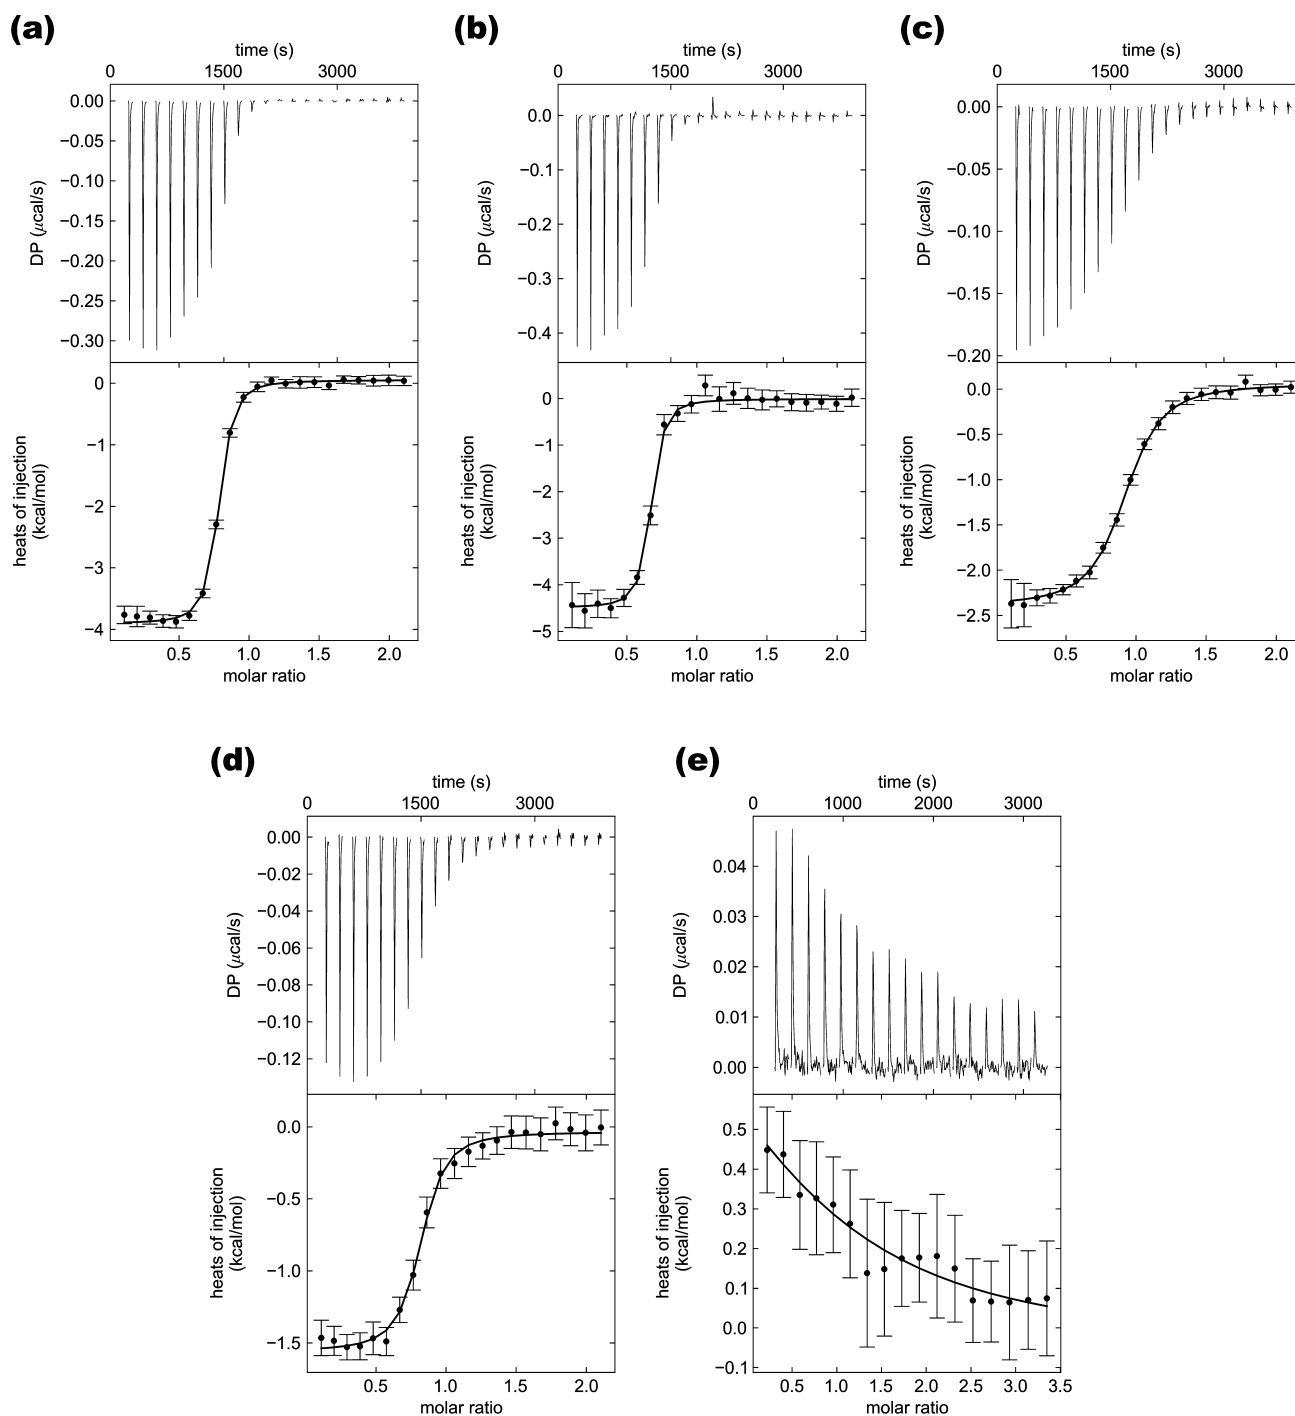 (a)
time (s)
0 1500 3000
0.00
−0.05
−0.10
−0.15
−0.20
−0.25
−0.30
DP (μcal/s)
0
−1
−2
−3
−4
heats of injection
(kcal/mol)
0.5 1.0 1.5 2.0
molar ratio
(b)
time (s)
0 1500 3000
0.0
−0.1
−0.2
−0.3
−0.4
DP (μcal/s)
0
−1
−2
−3
−4
−5
heats of injection
(kcal/mol)
0.5 1.0 1.5 2.0
molar ratio
(c)
time (s)
0 1500 3000
0.00
−0.05
−0.10
−0.15
−0.20
DP (μcal/s)
0.0
−0.5
−1.0
−1.5
−2.0
−2.5
heats of injection
(kcal/mol)
0.5 1.0 1.5 2.0
molar ratio
(d)
time (s)
0 1500 3000
0.00
−0.02
−0.04
−0.06
−0.08
−0.10
−0.12
DP (μcal/s)
0.0
−0.5
−1.0
−1.5
heats of injection
(kcal/mol)
0.5 1.0 1.5 2.0
molar ratio
(e)
time (s)
0 1000 2000 3000
0.04
0.03
0.02
0.01
0.00
DP (μcal/s)
0.5
0.4
0.3
0.2
0.1
0.0
−0.1
heats of injection
(kcal/mol)
0.5 1.0 1.5 2.0 2.5 3.0 3.5
molar ratio